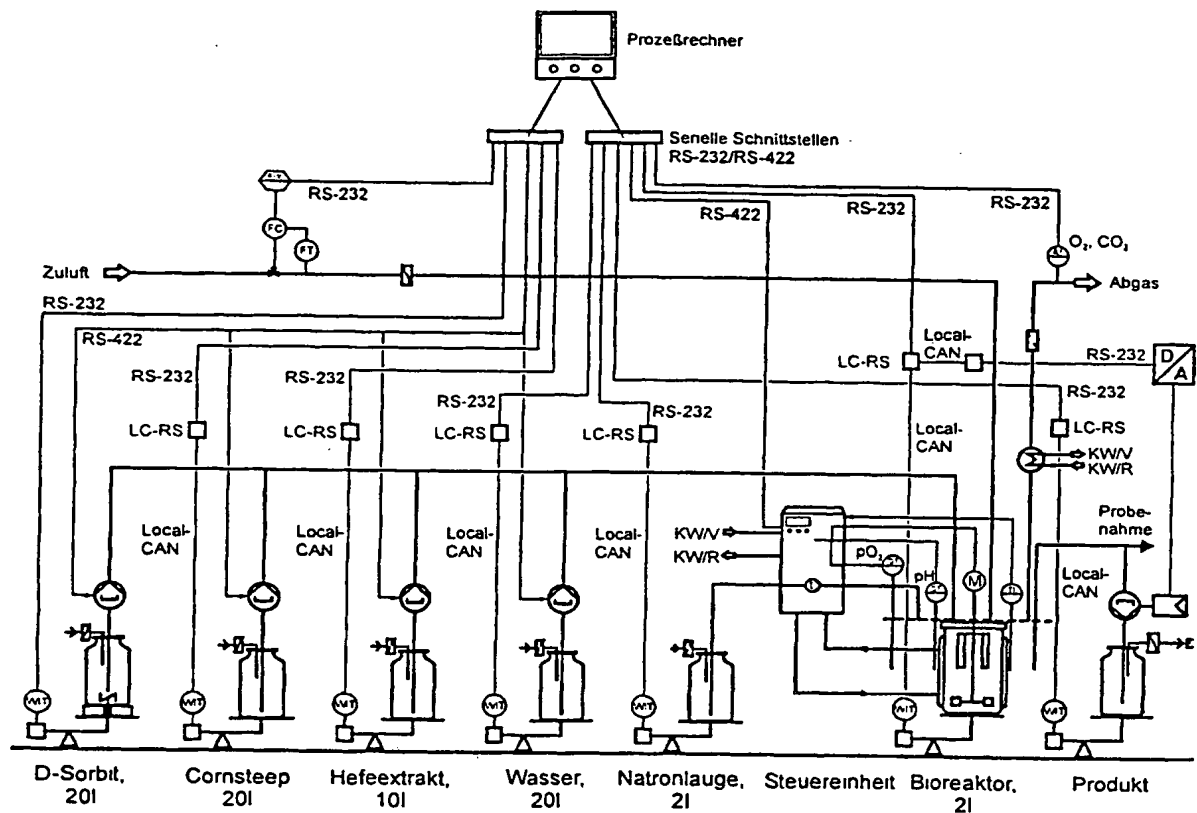 Prozeßrechner
Senelle Schnittstellen
RS-232/RS-422
RS-232
RS-422
RS-232
RS-232
FC
FT
O₂, CO₂
Zuluft
Abgas
RS-232
RS-422
RS-232
RS-232
RS-232
RS-232
LC-RS
Local-
CAN
RS-232
D
A
RS-232
LC-RS
LC-RS
LC-RS
LC-RS
Local-
CAN
LC-RS
KW/V
KW/R
Local-
CAN
Local-
CAN
Local-
CAN
Local-
CAN
KW/V
KW/R
pO₂
pH
M
Probe-
nahme
Local-
CAN
WIT
WIT
WIT
WIT
WIT
WIT
WIT
D-Sorbit,
20l
Cornsteep
20l
Hefeextrakt,
10l
Wasser,
20l
Natronlauge,
2l
Steuereinheit
Bioreaktor,
2l
Produkt